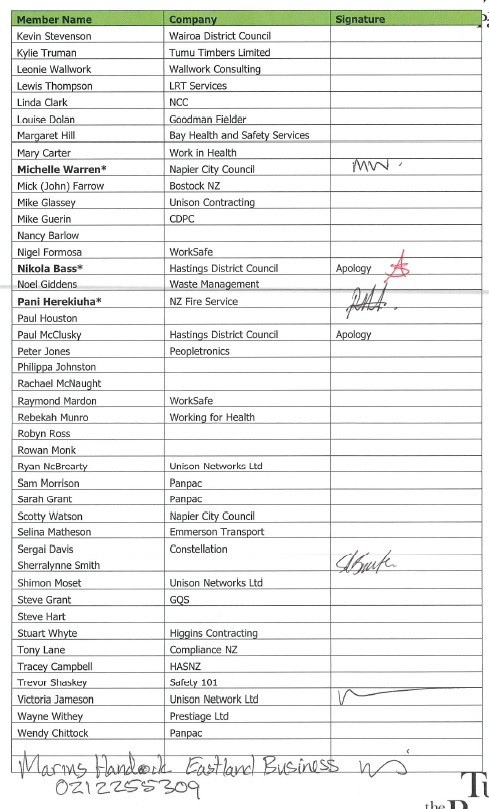 Member Name Company Signature
Kevin Stevenson Wairoa District Council
Kylie Truman Tumu Timbers Limited
Leonie Wallwork Wallwork Consulting
Lewis Thompson LRT Services
Linda Clark NCC
Louise Dolan Goodman Fielder
Margaret Hill Bay Health and Safety Services
Mary Carter Work in Health
Michelle Warren* Napier City Council MW
Mick (John) Farrow Bostock NZ
Mike Glassey Unison Contracting
Mike Guerin CDPC
Nancy Barlow
Nigel Formosa WorkSafe
Nikola Bass* Hastings District Council Apology
Noel Giddens Waste Management
Pani Herekiuha* NZ Fire Service
Paul Houston
Paul McClusky Hastings District Council Apology
Peter Jones Peopletronics
Philippa Johnston
Rachael McNaught
Raymond Mardon WorkSafe
Rebekah Munro Working for Health
Robyn Ross
Rowan Monk
Ryan McBrearty Unison Networks Ltd
Sam Morrison Panpac
Sarah Grant Panpac
Scotty Watson Napier City Council
Selina Matheson Emmerson Transport
Sergai Davis Constellation
Sherralynne Smith
Shimon Moset Unison Networks Ltd
Steve Grant GQS
Steve Hart
Stuart Whyte Higgins Contracting
Tony Lane Compliance NZ
Tracey Campbell HASNZ
Trevor Shaskey Safety 101
Victoria Jameson Unison Network Ltd
Wayne Withey Prestiage Ltd
Wendy Chittock Panpac
Eastland Business
0212255309
the